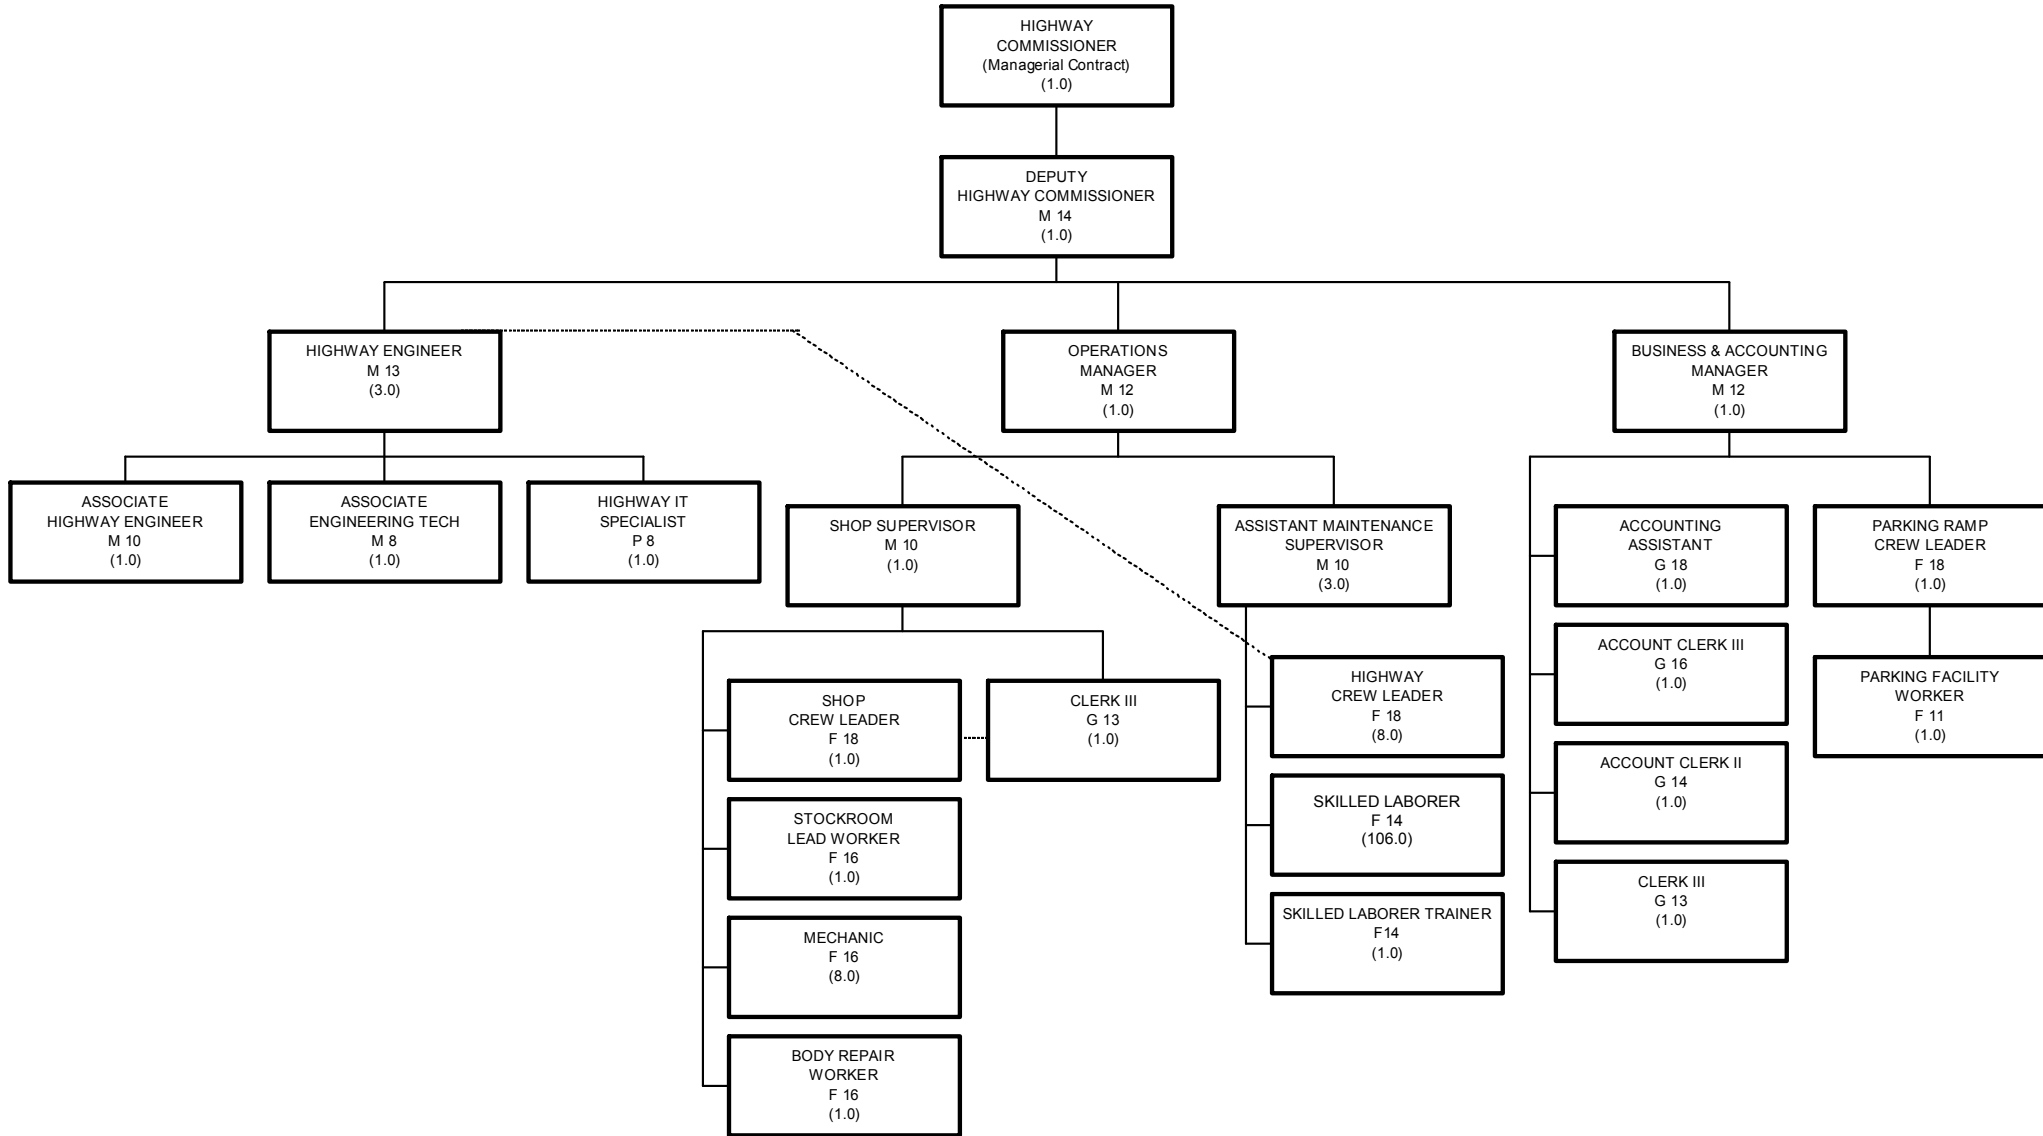 HIGHWAY
COMMISSIONER
(Managerial Contract)
(1.0)
DEPUTY
HIGHWAY COMMISSIONER
M 14
(1.0)
HIGHWAY ENGINEER
M 13
(3.0)
OPERATIONS
MANAGER
M 12
(1.0)
BUSINESS & ACCOUNTING
MANAGER
M 12
(1.0)
ASSOCIATE
HIGHWAY ENGINEER
M 10
(1.0)
ASSOCIATE
ENGINEERING TECH
M 8
(1.0)
HIGHWAY IT
SPECIALIST
P 8
(1.0)
SHOP SUPERVISOR
M 10
(1.0)
ASSISTANT MAINTENANCE
SUPERVISOR
M 10
(3.0)
ACCOUNTING
ASSISTANT
G 18
(1.0)
PARKING RAMP
CREW LEADER
F 18
(1.0)
SHOP
CREW LEADER
F 18
(1.0)
CLERK III
G 13
(1.0)
HIGHWAY
CREW LEADER
F 18
(8.0)
ACCOUNT CLERK III
G 16
(1.0)
PARKING FACILITY
WORKER
F 11
(1.0)
STOCKROOM
LEAD WORKER
F 16
(1.0)
SKILLED LABORER
F 14
(106.0)
ACCOUNT CLERK II
G 14
(1.0)
MECHANIC
F 16
(8.0)
SKILLED LABORER TRAINER
F14
(1.0)
CLERK III
G 13
(1.0)
BODY REPAIR
WORKER
F 16
(1.0)